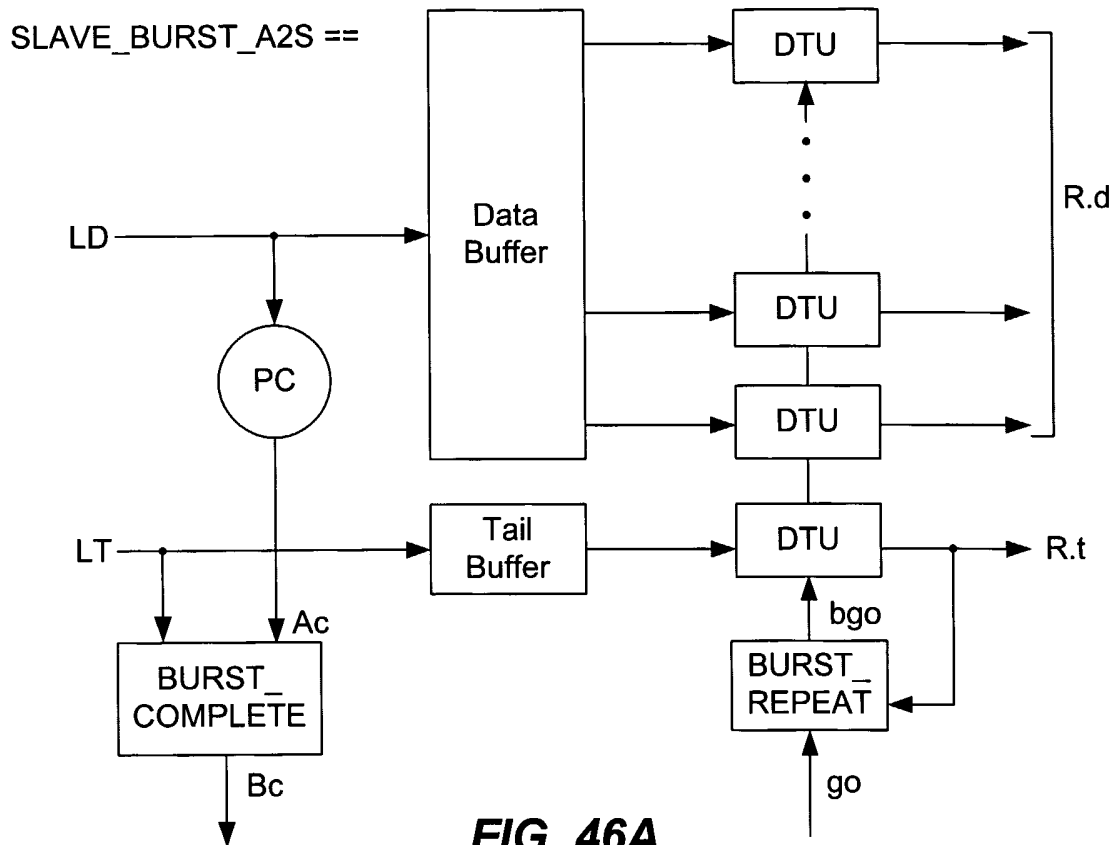 SLAVE_BURST_A2S ==
DTU
R.d
LD
Data
Buffer
DTU
PC
DTU
LT
Tail
Buffer
DTU
R.t
Ac
bgo
BURST_
COMPLETE
BURST_
REPEAT
Bc
go
FIG. 46A